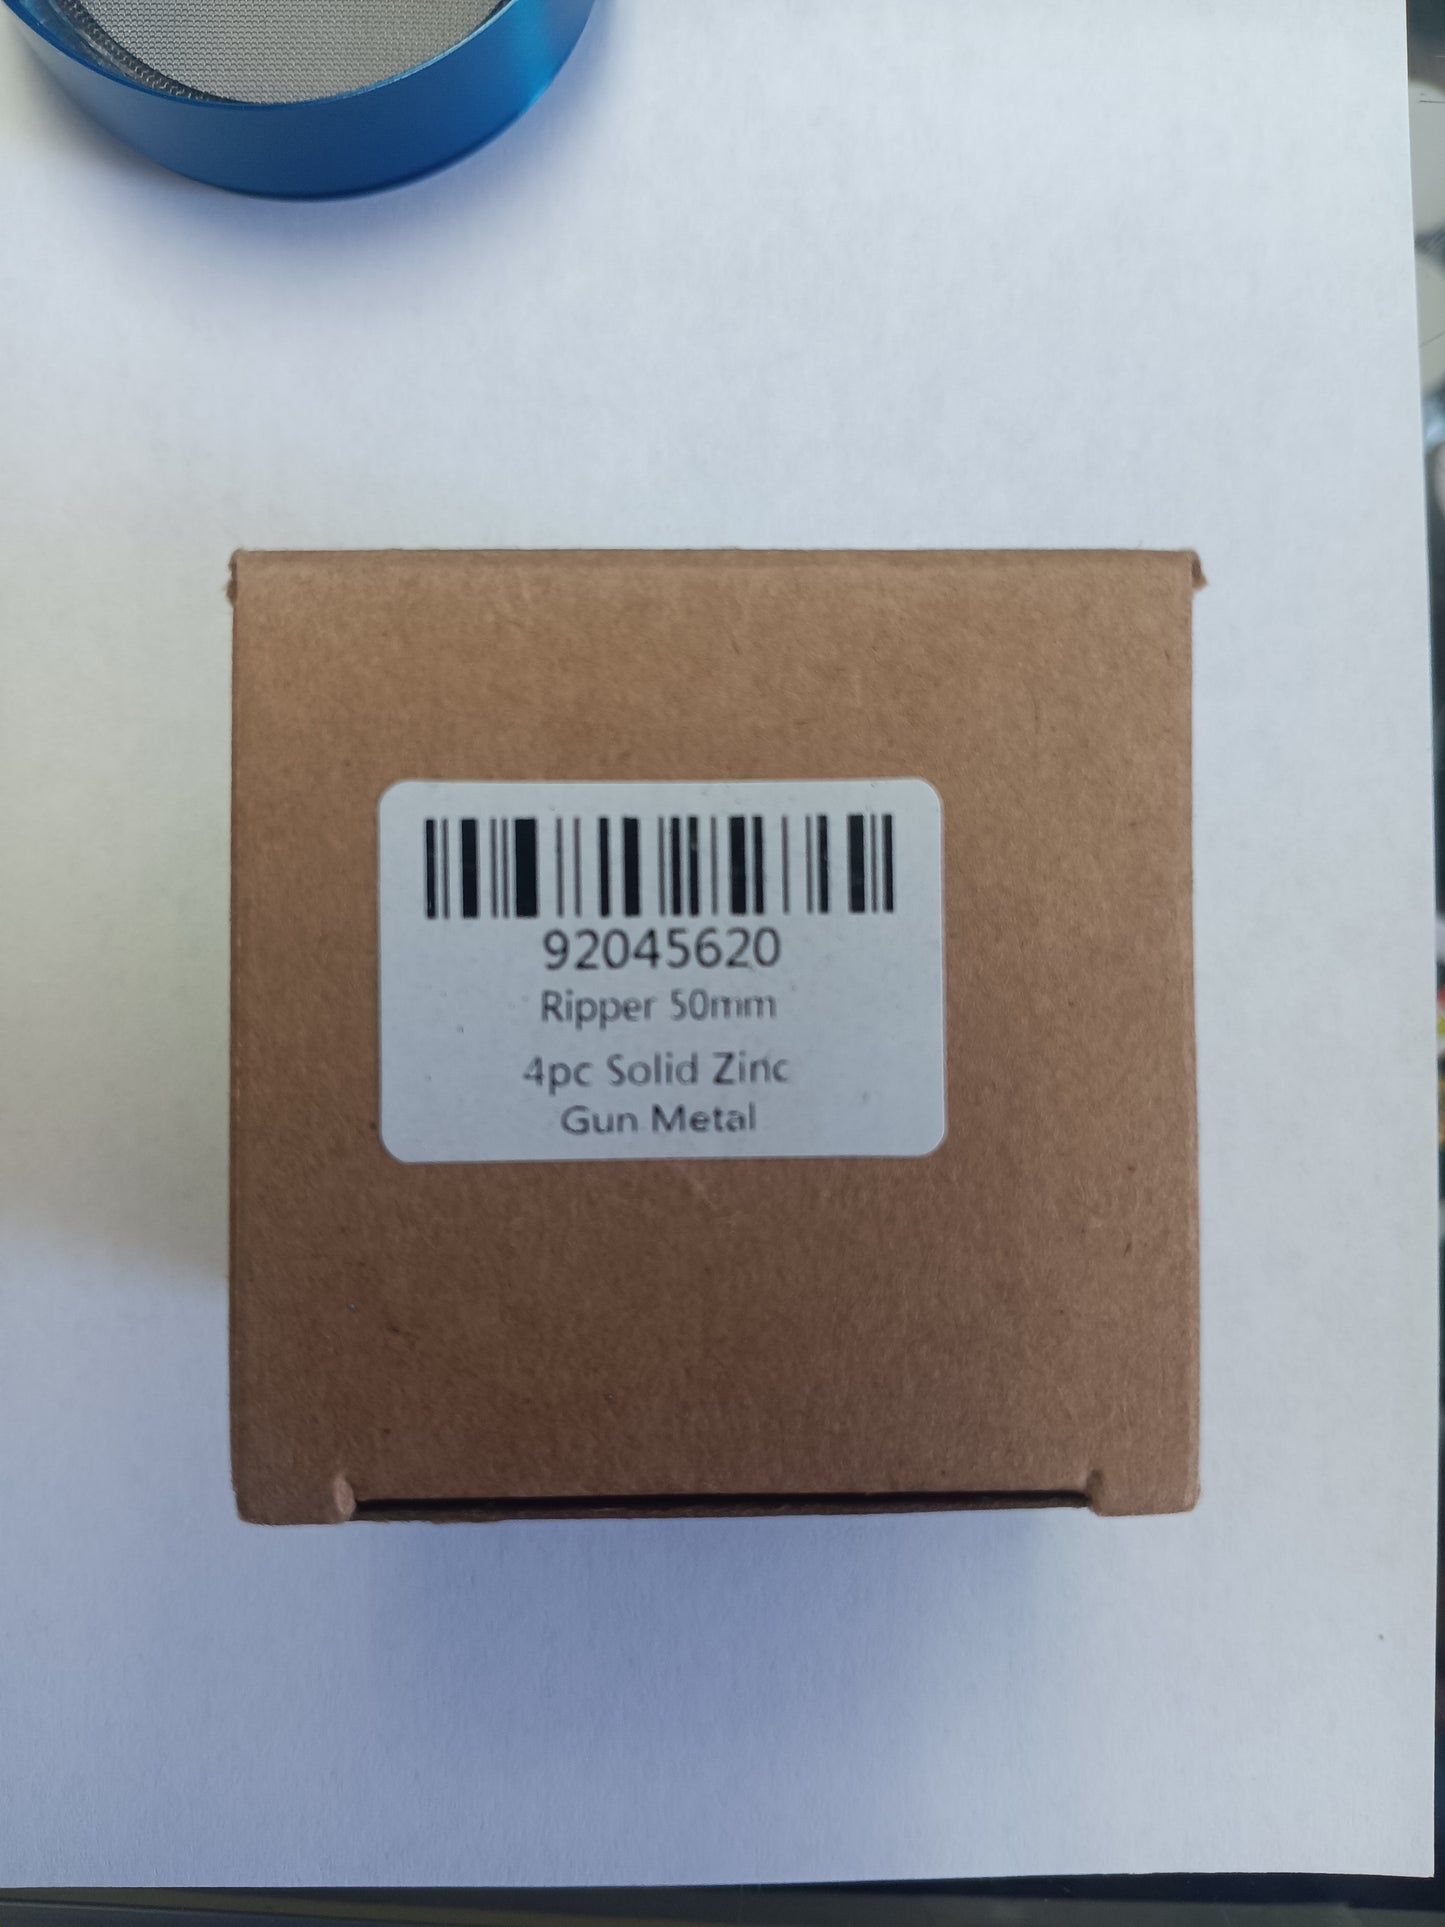 92045620
Ripper 50mm
4pc Solid Zinc
Gun Metal